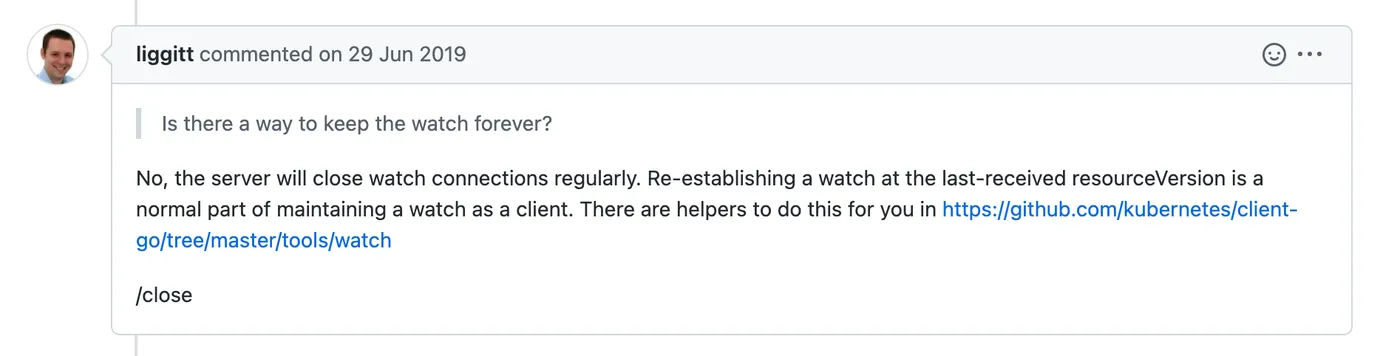 liggitt commented on 29 Jun 2019
Is there a way to keep the watch forever?
No, the server will close watch connections regularly. Re-establishing a watch at the last-received resourceVersion is a
normal part of maintaining a watch as a client. There are helpers to do this for you in https://github.com/kubernetes/client-
go/tree/master/tools/watch
/close